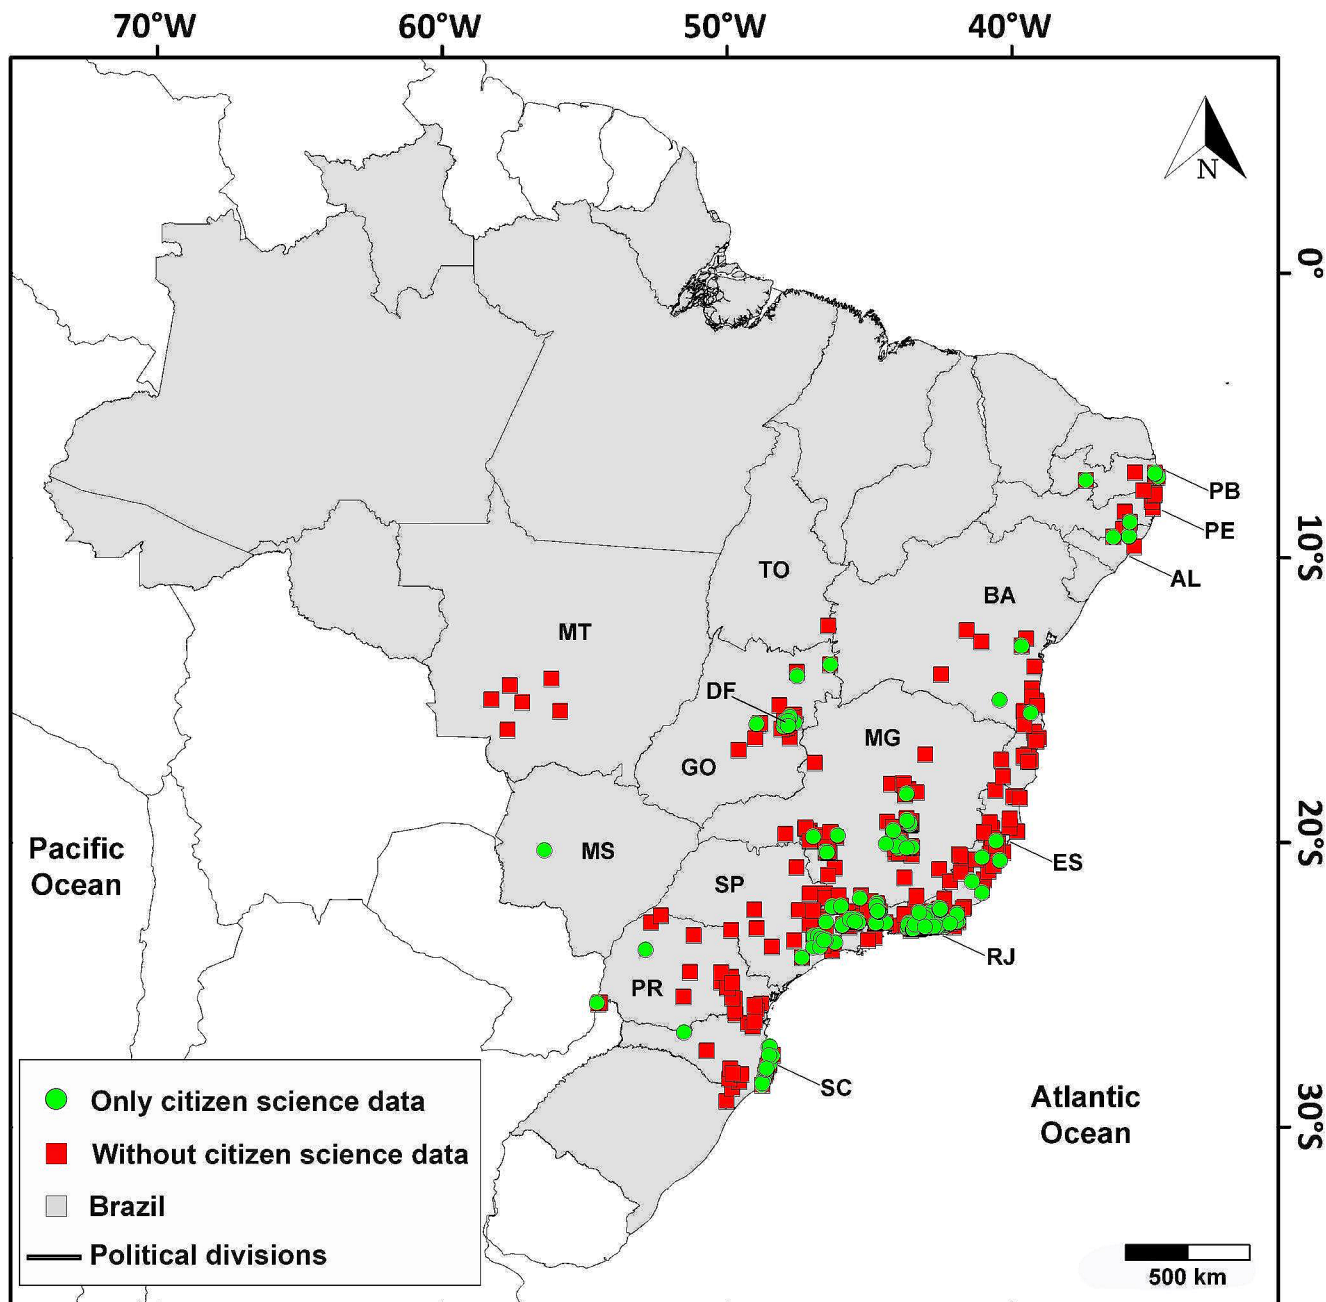 70°W 60°W 50°W 40°W
N
0°
PB
PE
10°S
AL
TO
BA
MT
DF
MG
GO
20°S
Pacific
Ocean
MS
ES
SP
RJ
PR
SC
Atlantic
Ocean
30°S
Only citizen science data
Without citizen science data
Brazil
Political divisions
500 km